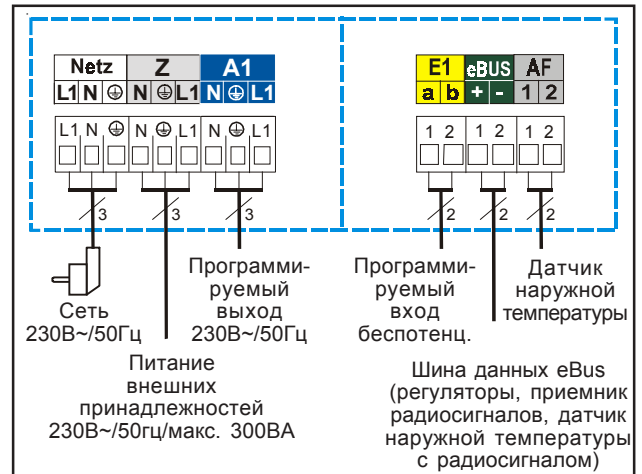 Netz Z A1
L1 N ⏚ N ⏚ L1 N ⏚ L1
L1 N ⏚ N ⏚ L1 N ⏚ L1
3 3 3
E1 eBUS AF
a b + - 1 2
1 2 1 2 1 2
2 2 2
Сеть
230В~/50Гц
Питание
внешних
принадлежностей
230В~/50гц/макс. 300ВА
Программи-
руемый
выход
230В~/50Гц
Программи-
руемый
вход
беспотенц.
Датчик
наружной
температуры
Шина данных eBus
(регуляторы, приемник
радиосигналов, датчик
наружной температуры
с радиосигналом)